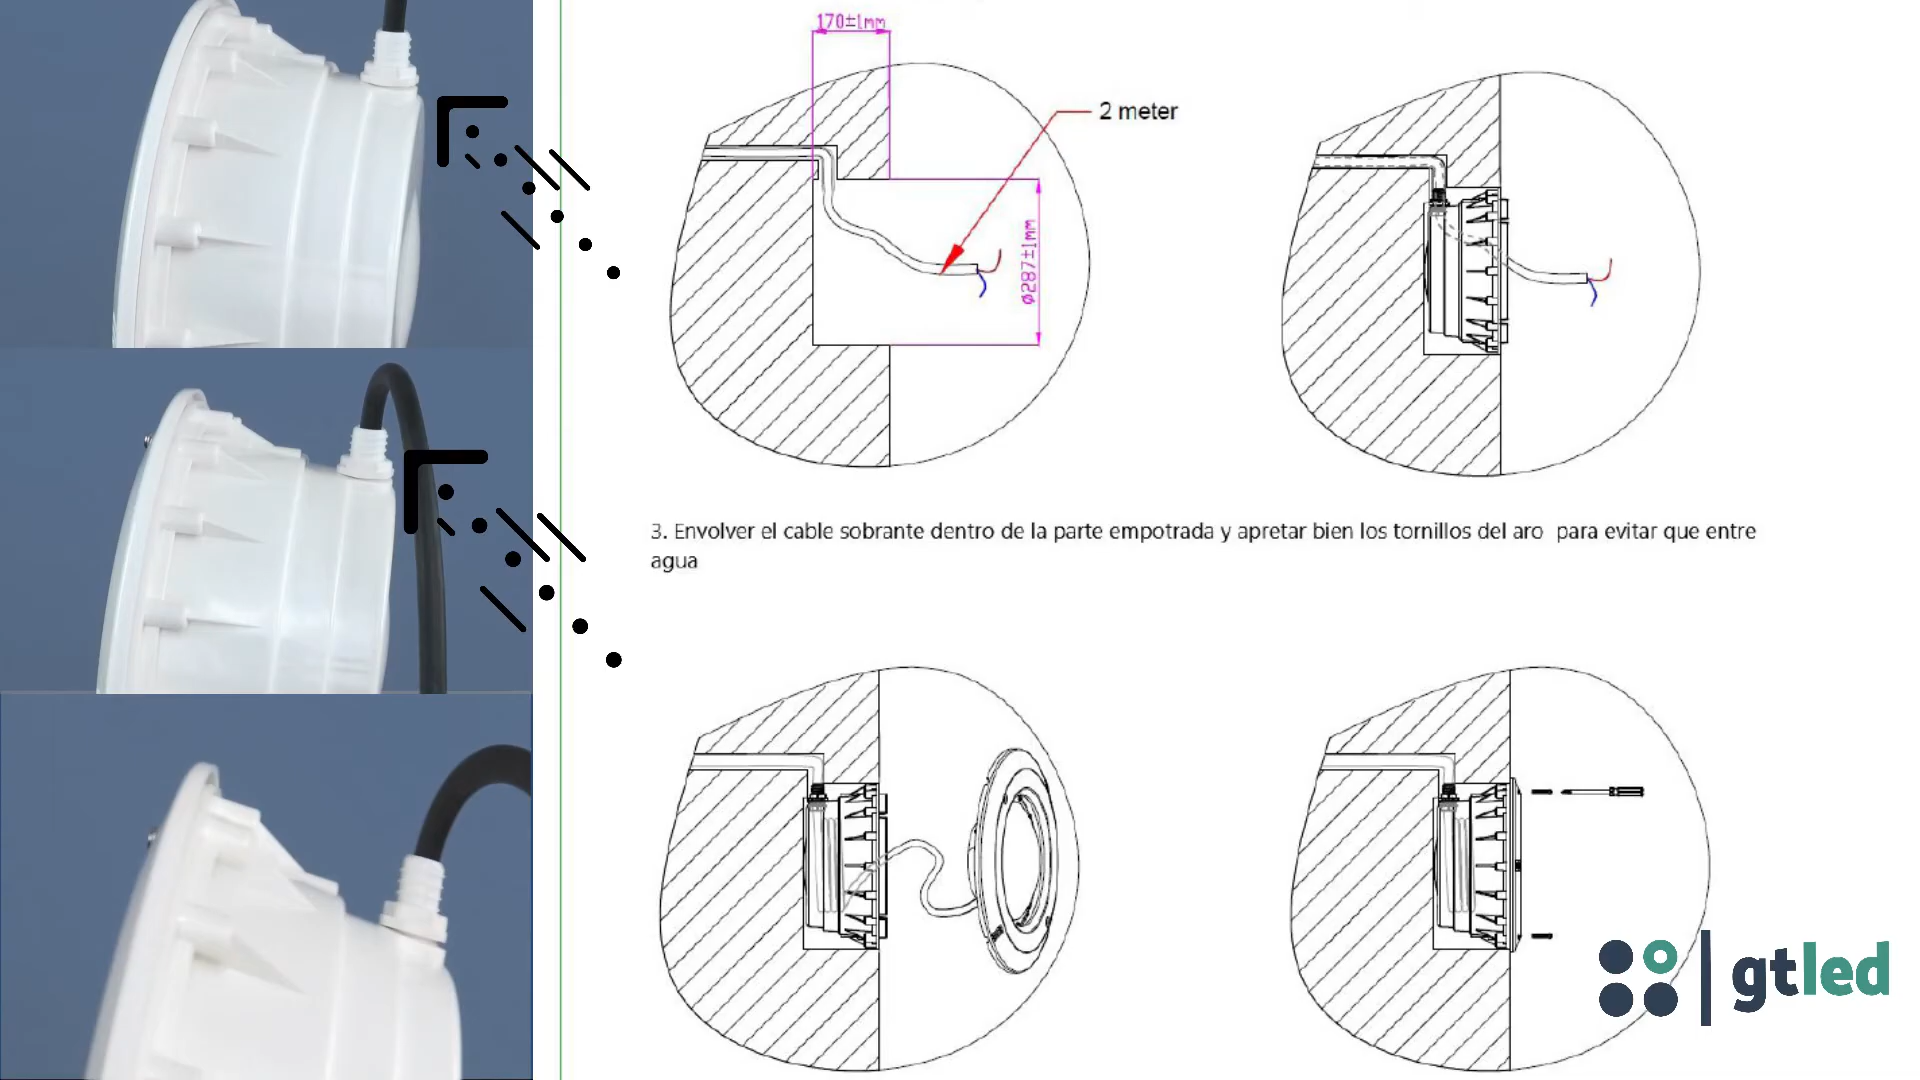 170±1mm
2 meter
ø287±1mm
3. Envolver el cable sobrante dentro de la parte empotrada y apretar bien los tornillos del aro para evitar que entre
agua
gtled